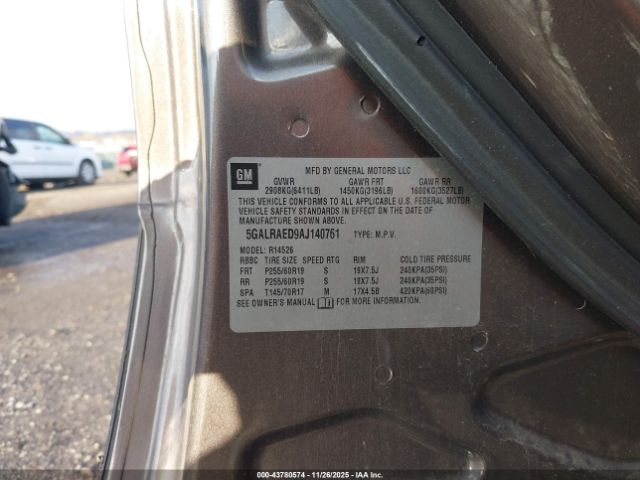 GM
MFD BY GENERAL MOTORS LLC
GVWR GAWR FRT GAWR RR
2908KG(6411LB) 1450KG(3196LB) 1600KG(3527LB)
THIS VEHICLE CONFORMS TO ALL APPLICABLE U.S. FEDERAL MOTOR
VEHICLE SAFETY STANDARDS IN EFFECT ON THE DATE OF
MANUFACTURE SHOWN ABOVE.
5GALRAED9AJ140761 TYPE: M.P.V.
MODEL: R14526
RBBC TIRE SIZE SPEED RTG RIM COLD TIRE PRESSURE
FRT P255/60R19 S 19X7.5J 240KPA(35PSI)
RR P255/60R19 S 19X7.5J 240KPA(35PSI)
SPA T145/70R17 M 17X4.5B 420KPA(60PSI)
SEE OWNER'S MANUAL FOR MORE INFORMATION.
000-43780574 | 11/26/2025 - IAAI.COM